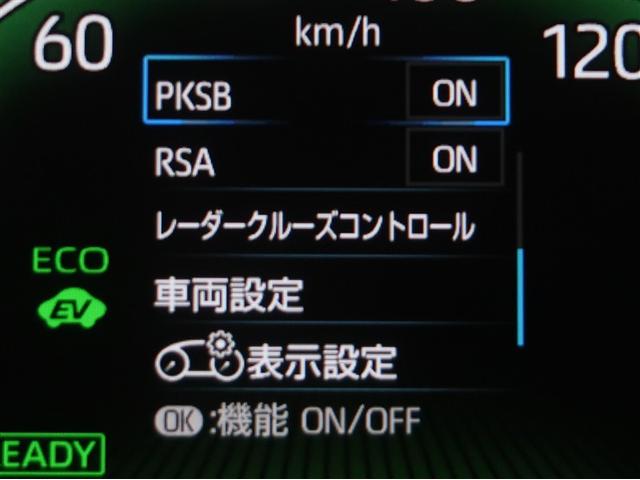 60
km/h
120
PKSB ON
RSA ON
レーダークルーズコントロール
ECO
EV
車両設定
表示設定
OK:機能 ON/OFF
EADY